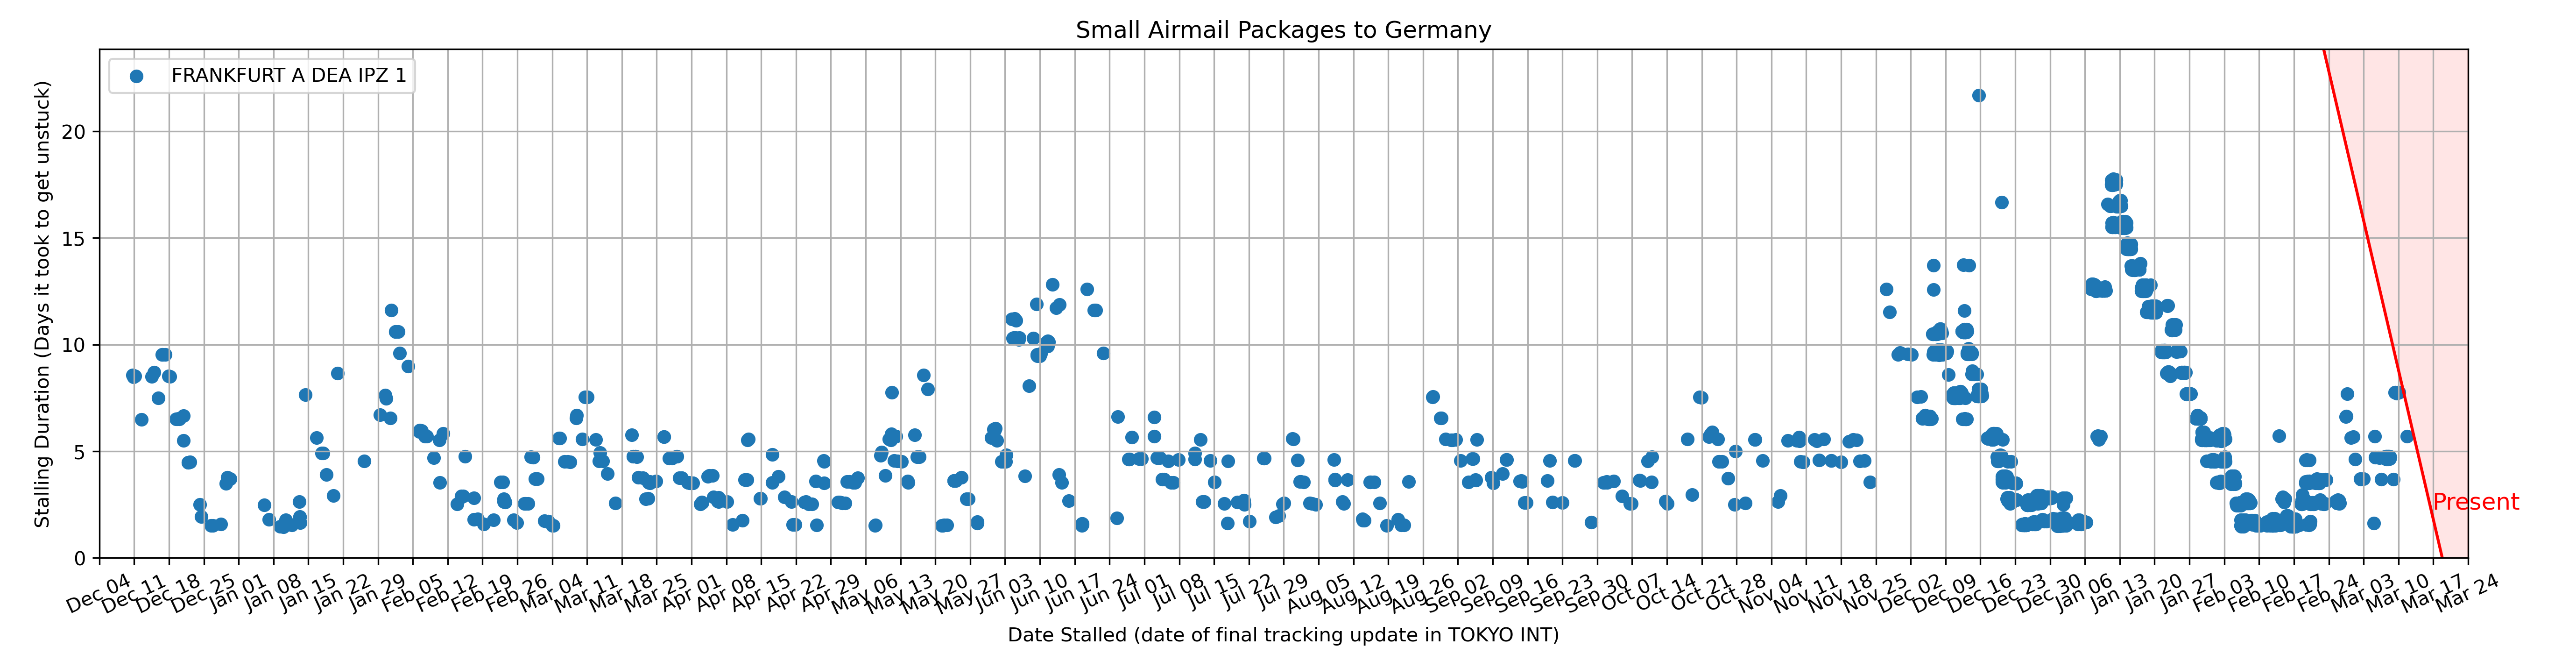 Small Airmail Packages to Germany
FRANKFURT A DEA IPZ 1
Stalling Duration (Days it took to get unstuck)
20
15
10
5
0
Present
Dec 04 Dec 11 Dec 18 Dec 25 Jan 01 Jan 08 Jan 15 Jan 22 Jan 29 Feb 05 Feb 12 Feb 19 Feb 26 Mar 04 Mar 11 Mar 18 Mar 25 Apr 01 Apr 08 Apr 15 Apr 22 Apr 29 May 06 May 13 May 20 May 27 Jun 03 Jun 10 Jun 17 Jun 24 Jul 01 Jul 08 Jul 15 Jul 22 Jul 29 Aug 05 Aug 12 Aug 19 Aug 26 Sep 02 Sep 09 Sep 16 Sep 23 Sep 30 Oct 07 Oct 14 Oct 21 Oct 28 Nov 04 Nov 11 Nov 18 Nov 25 Dec 02 Dec 09 Dec 16 Dec 23 Dec 30 Jan 06 Jan 13 Jan 20 Jan 27 Feb 03 Feb 10 Feb 17 Feb 24 Mar 03 Mar 10 Mar 17 Mar 24
Date Stalled (date of final tracking update in TOKYO INT)